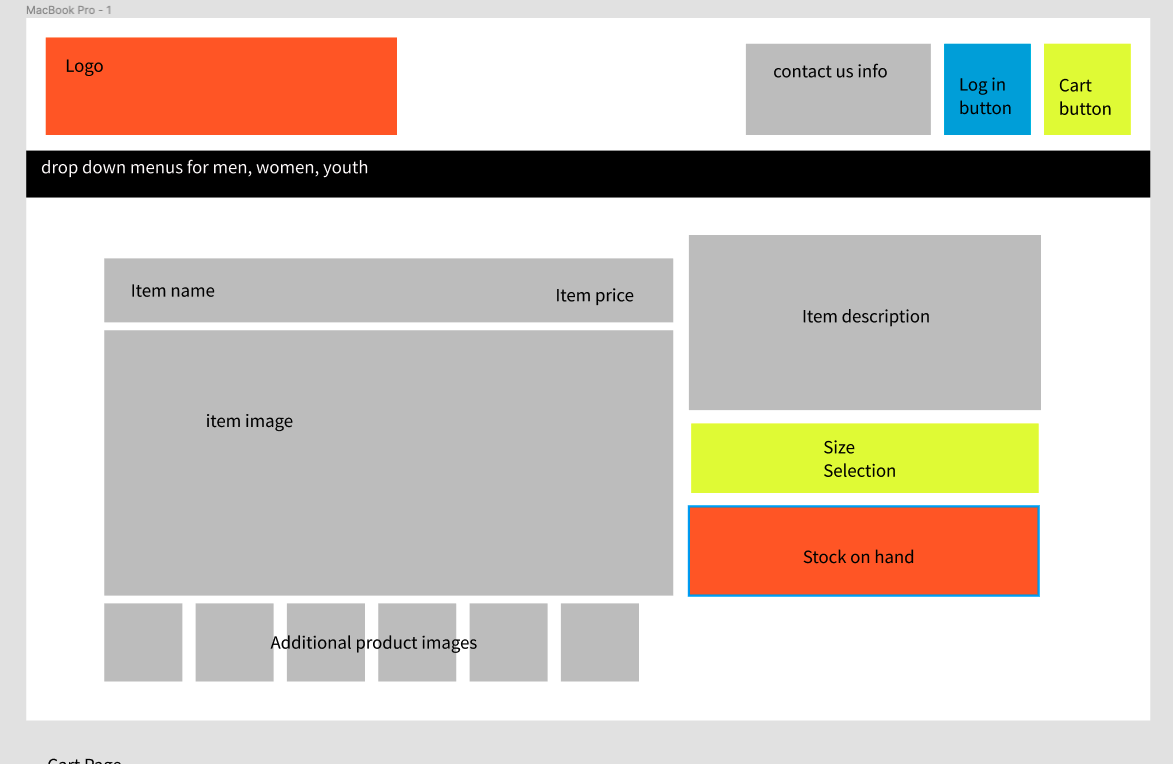 MacBook Pro - 1
Logo
contact us info
Log in
button
Cart
button
drop down menus for men, women, youth
Item name
Item price
Item description
item image
Size
Selection
Stock on hand
Additional product images
Cart Page